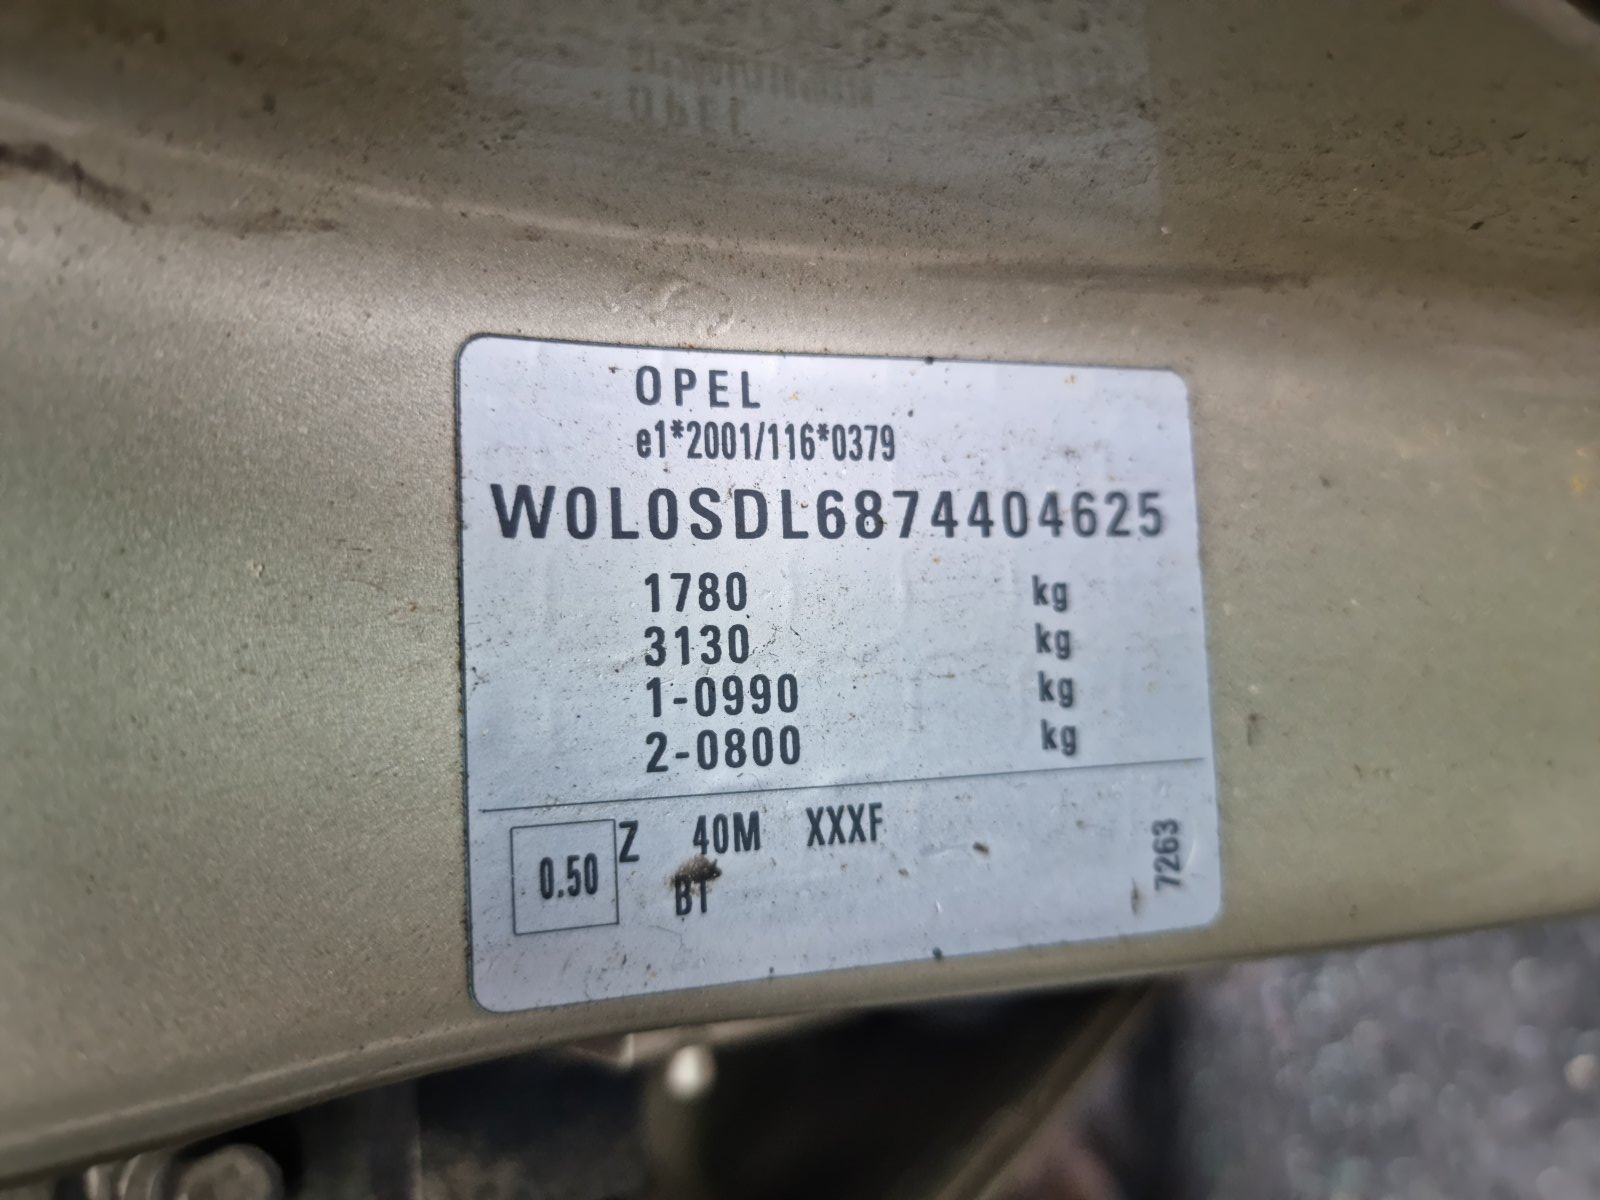 OPEL
e1*2001/116*0379
W0L0SDL6874404625
1780 kg
3130 kg
1-0990 kg
2-0800 kg
0.50 Z 40M XXXF
BT
7263